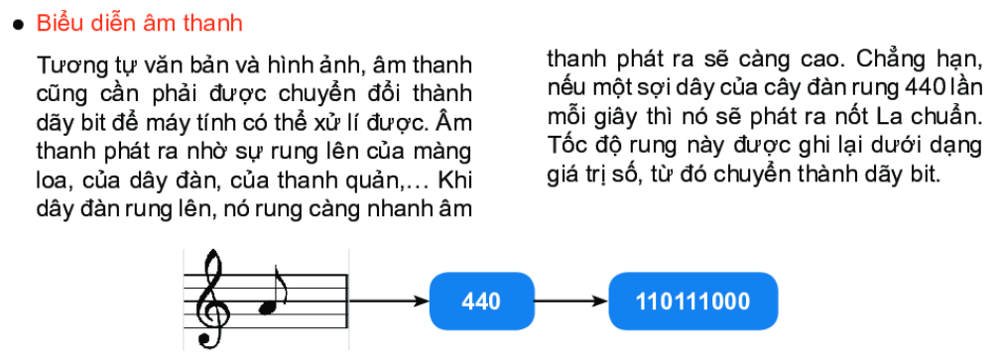 • Biểu diễn âm thanh
Tương tự văn bản và hình ảnh, âm thanh
cũng cần phải được chuyển đổi thành
dãy bit để máy tính có thể xử lí được. Âm
thanh phát ra nhờ sự rung lên của màng
loa, của dây đàn, của thanh quản,... Khi
dây đàn rung lên, nó rung càng nhanh âm
thanh phát ra sẽ càng cao. Chẳng hạn,
nếu một sợi dây của cây đàn rung 440 lần
mỗi giây thì nó sẽ phát ra nốt La chuẩn.
Tốc độ rung này được ghi lại dưới dạng
giá trị số, từ đó chuyển thành dãy bit.
440
110111000